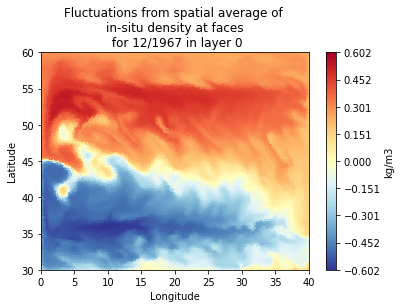 Fluctuations from spatial average of
in-situ density at faces
for 12/1967 in layer 0
60
55
50
45
40
35
30
Latitude
0 5 10 15 20 25 30 35 40
Longitude
0.602
0.452
0.301
0.151
0.000
−0.151
−0.301
−0.452
−0.602
kg/m3